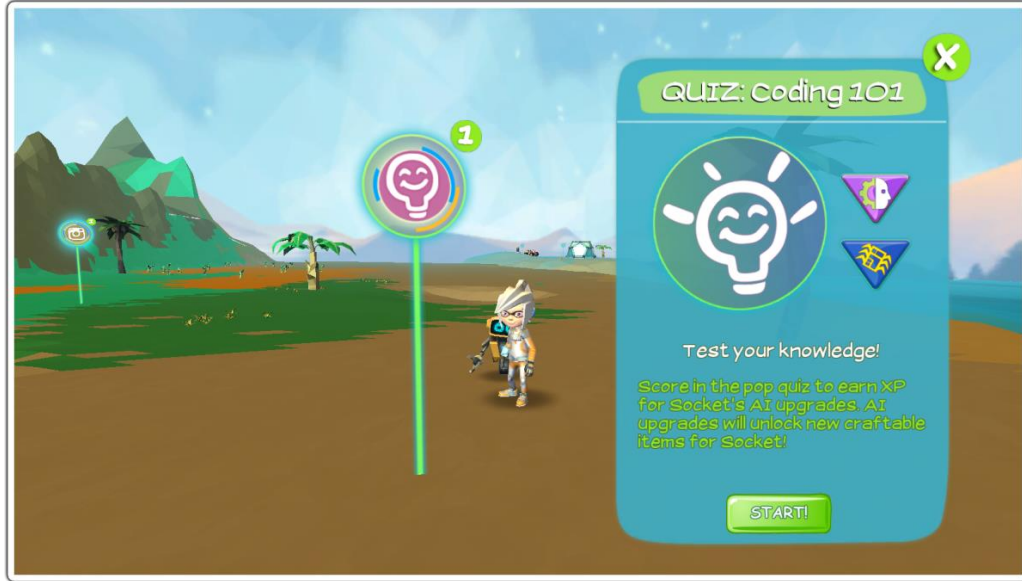 X
QUIZ: Coding 101
1
Test your knowledge!
Score in the pop quiz to earn XP
for Socket's AI upgrades. AI
upgrades will unlock new craftable
items for Socket!
START!